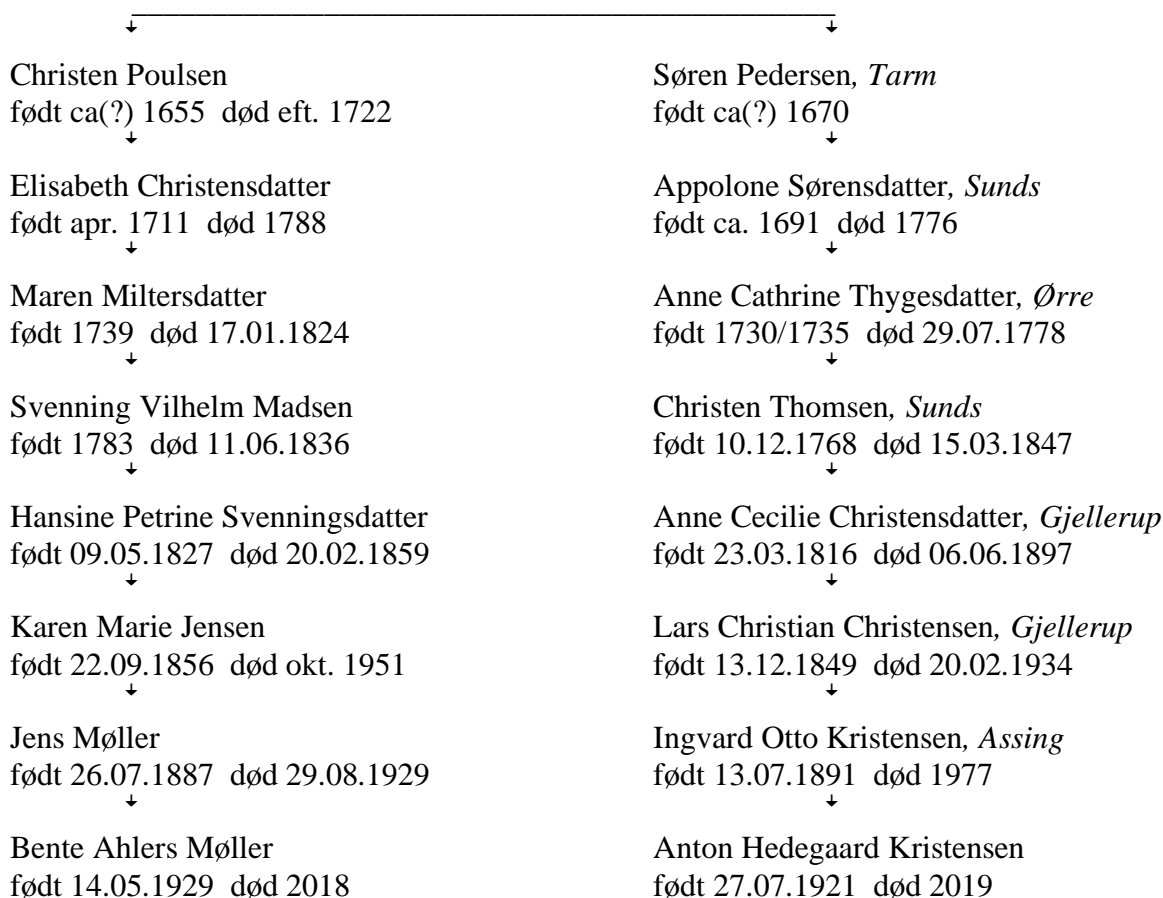 Christen Poulsen
født ca(?) 1655 død eft. 1722
Elisabeth Christensdatter
født apr. 1711 død 1788
Maren Miltersdatter
født 1739 død 17.01.1824
Svenning Vilhelm Madsen
født 1783 død 11.06.1836
Hansine Petrine Svenningsdatter
født 09.05.1827 død 20.02.1859
Karen Marie Jensen
født 22.09.1856 død okt. 1951
Jens Møller
født 26.07.1887 død 29.08.1929
Bente Ahlers Møller
født 14.05.1929 død 2018
Søren Pedersen, Tarm
født ca(?) 1670
Appolone Sørensdatter, Sunds
født ca. 1691 død 1776
Anne Cathrine Thygesdatter, Ørre
født 1730/1735 død 29.07.1778
Christen Thomsen, Sunds
født 10.12.1768 død 15.03.1847
Anne Cecilie Christensdatter, Gjellerup
født 23.03.1816 død 06.06.1897
Lars Christian Christensen, Gjellerup
født 13.12.1849 død 20.02.1934
Ingvard Otto Kristensen, Assing
født 13.07.1891 død 1977
Anton Hedegaard Kristensen
født 27.07.1921 død 2019